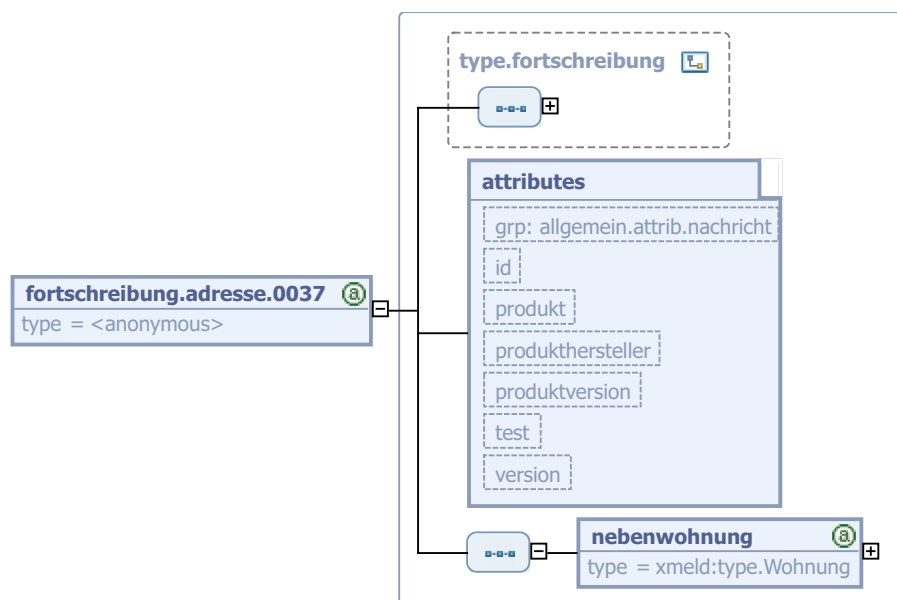 type.fortschreibung
attributes
grp: allgemein.attrib.nachricht
id
produkt
produkthersteller
produktversion
test
version
fortschreibung.adresse.0037 a
type = <anonymous>
nebenwohnung a
type = xmeld:type.Wohnung